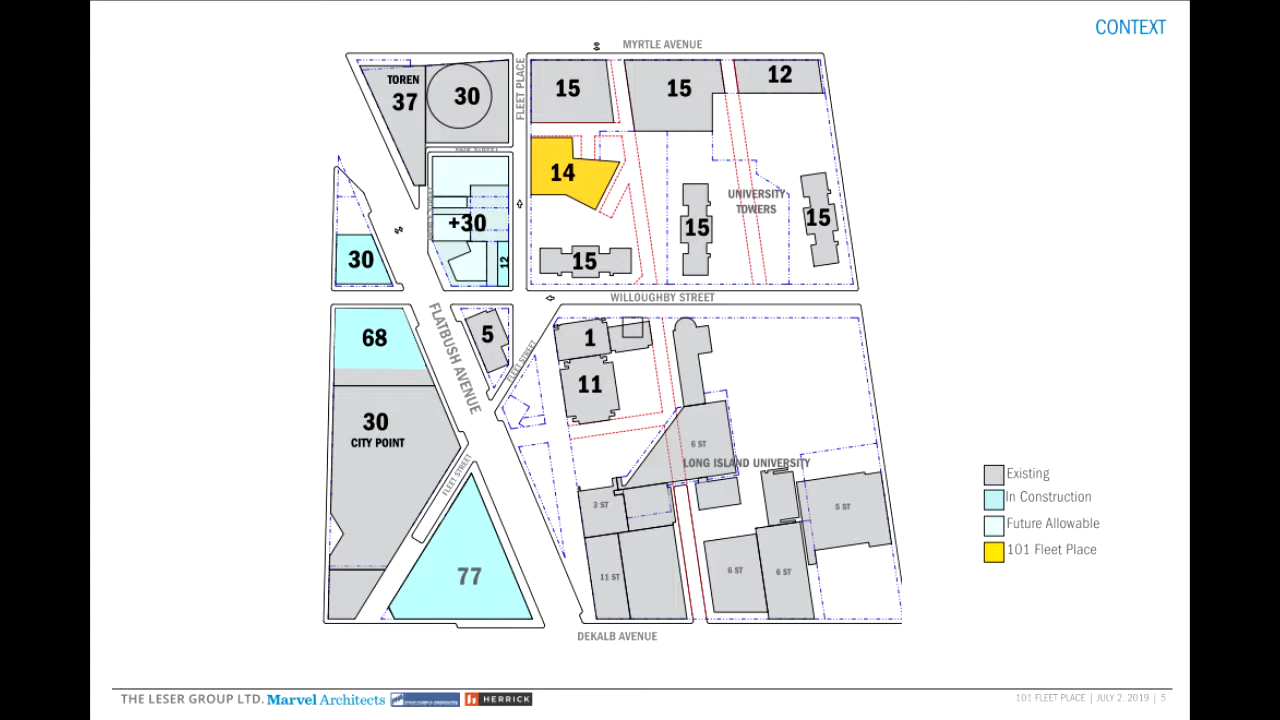 CONTEXT
MYRTLE AVENUE
TOREN
37
30
FLEET PLACE
15
15
12
14
+30
12
30
15
15
UNIVERSITY
TOWERS
15
WILLOUGHBY STREET
68
FLATBUSH AVENUE
5
FLEET STREET
1
11
30
CITY POINT
FLEET STREET
77
6 ST
LONG ISLAND UNIVERSITY
3 ST
5 ST
11 ST
6 ST
6 ST
DEKALB AVENUE
Existing
In Construction
Future Allowable
101 Fleet Place
THE LESER GROUP LTD. Marvel Architects HERRICK
101 FLEET PLACE | JULY 2. 2019 | 5